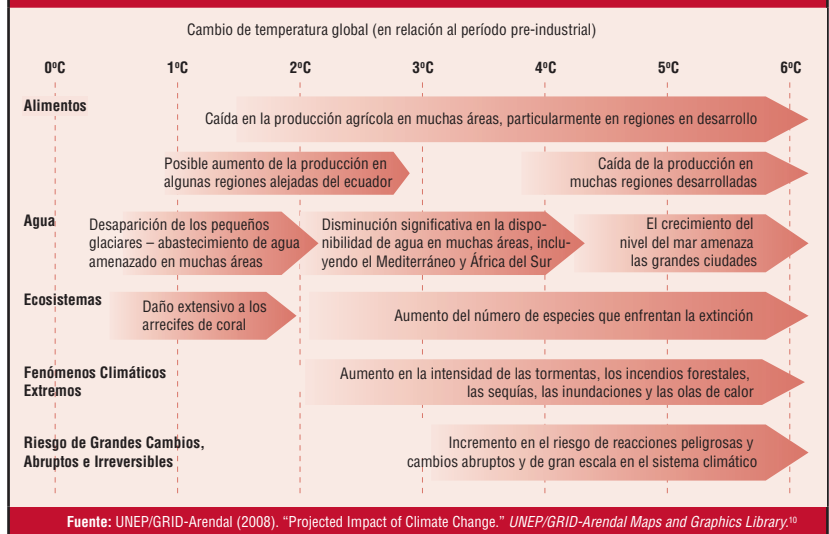 Cambio de temperatura global (en relación al período pre-industrial)
0ºC 1ºC 2ºC 3ºC 4ºC 5ºC 6ºC
Alimentos
Caída en la producción agrícola en muchas áreas, particularmente en regiones en desarrollo
Posible aumento de la producción en
algunas regiones alejadas del ecuador
Caída de la producción en
muchas regiones desarrolladas
Agua
Desaparición de los pequeños
glaciares – abastecimiento de agua
amenazado en muchas áreas
Disminución significativa en la dispo-
nibilidad de agua en muchas áreas, inclu-
yendo el Mediterráneo y África del Sur
El crecimiento del
nivel del mar amenaza
las grandes ciudades
Ecosistemas
Daño extensivo a los
arrecifes de coral
Aumento del número de especies que enfrentan la extinción
Fenómenos Climáticos
Extremos
Aumento en la intensidad de las tormentas, los incendios forestales,
las sequías, las inundaciones y las olas de calor
Riesgo de Grandes Cambios,
Abruptos e Irreversibles
Incremento en el riesgo de reacciones peligrosas y
cambios abruptos y de gran escala en el sistema climático
Fuente: UNEP/GRID-Arendal (2008). “Projected Impact of Climate Change.” UNEP/GRID-Arendal Maps and Graphics Library.¹⁰